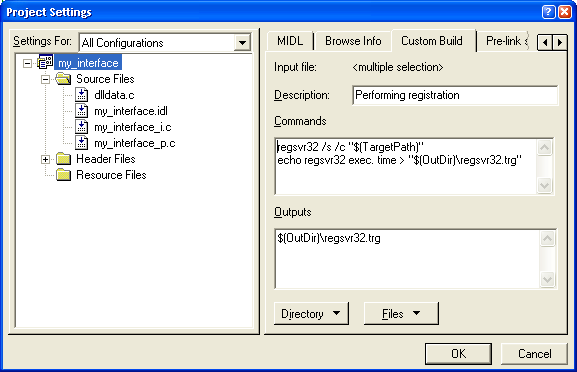 Project Settings
Settings For: All Configurations
my_interface
Source Files
dlldata.c
my_interface.idl
my_interface_i.c
my_interface_p.c
Header Files
Resource Files
MIDL Browse Info Custom Build Pre-link s
Input file: <multiple selection>
Description: Performing registration
Commands
regsvr32 /s /c "$(TargetPath)"
echo regsvr32 exec. time > "$(OutDir)\regsvr32.trg"
Outputs
$(OutDir)\regsvr32.trg
Directory Files
OK Cancel